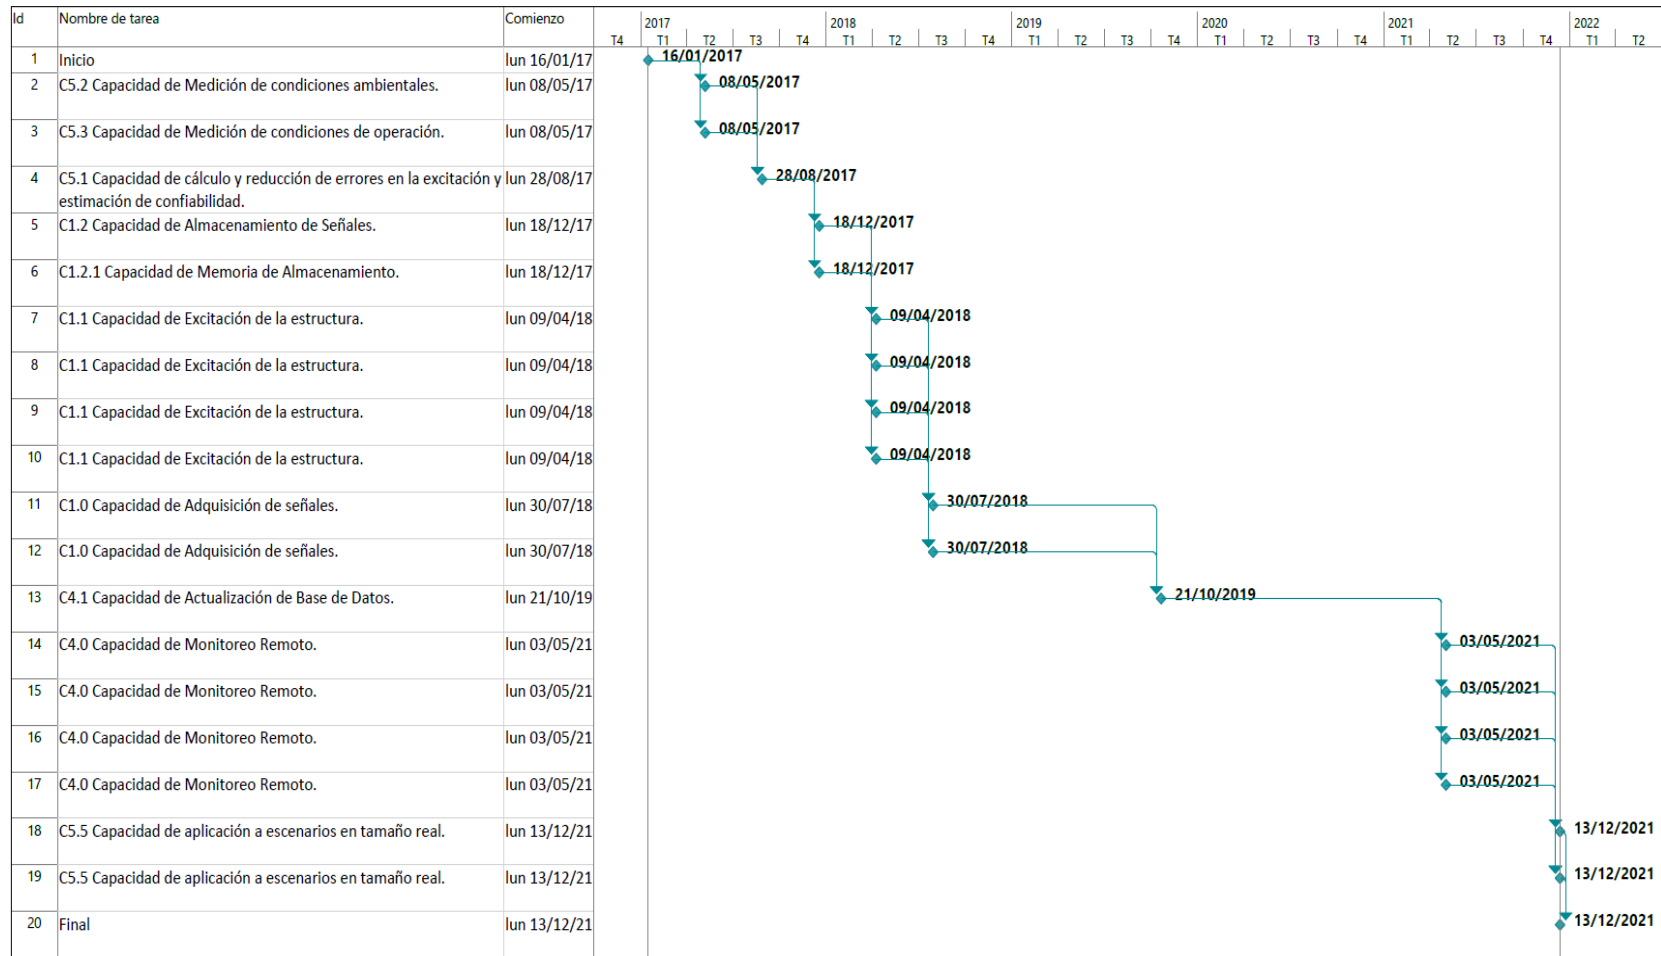 Id Nombre de tarea Comienzo 2017 2018 2019 2020 2021 2022
T4 T1 T2 T3 T4 T1 T2 T3 T4 T1 T2 T3 T4 T1 T2 T3 T4 T1 T2 T3 T4 T1 T2
1 Inicio lun 16/01/17 16/01/2017
2 C5.2 Capacidad de Medición de condiciones ambientales. lun 08/05/17 08/05/2017
3 C5.3 Capacidad de Medición de condiciones de operación. lun 08/05/17 08/05/2017
4 C5.1 Capacidad de cálculo y reducción de errores en la excitación y lun 28/08/17 28/08/2017
estimación de confiabilidad.
5 C1.2 Capacidad de Almacenamiento de Señales. lun 18/12/17 18/12/2017
6 C1.2.1 Capacidad de Memoria de Almacenamiento. lun 18/12/17 18/12/2017
7 C1.1 Capacidad de Excitación de la estructura. lun 09/04/18 09/04/2018
8 C1.1 Capacidad de Excitación de la estructura. lun 09/04/18 09/04/2018
9 C1.1 Capacidad de Excitación de la estructura. lun 09/04/18 09/04/2018
10 C1.1 Capacidad de Excitación de la estructura. lun 09/04/18 09/04/2018
11 C1.0 Capacidad de Adquisición de señales. lun 30/07/18 30/07/2018
12 C1.0 Capacidad de Adquisición de señales. lun 30/07/18 30/07/2018
13 C4.1 Capacidad de Actualización de Base de Datos. lun 21/10/19 21/10/2019
14 C4.0 Capacidad de Monitoreo Remoto. lun 03/05/21 03/05/2021
15 C4.0 Capacidad de Monitoreo Remoto. lun 03/05/21 03/05/2021
16 C4.0 Capacidad de Monitoreo Remoto. lun 03/05/21 03/05/2021
17 C4.0 Capacidad de Monitoreo Remoto. lun 03/05/21 03/05/2021
18 C5.5 Capacidad de aplicación a escenarios en tamaño real. lun 13/12/21 13/12/2021
19 C5.5 Capacidad de aplicación a escenarios en tamaño real. lun 13/12/21 13/12/2021
20 Final lun 13/12/21 13/12/2021